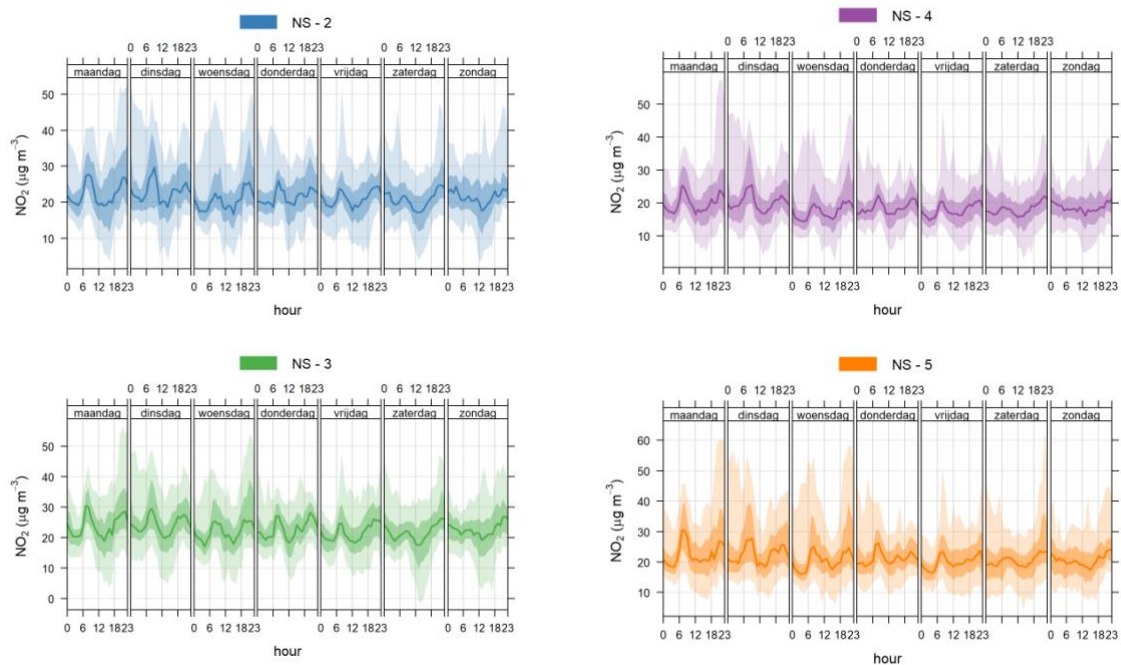 NS - 2
0 6 12 1823 0 6 12 1823 0 6 12 1823
maandag dinsdag woensdag donderdag vrijdag zaterdag zondag
50
40
30
20
10
NO₂ (µg m⁻³)
0 6 12 1823 0 6 12 1823 0 6 12 1823 0 6 12 1823
hour
NS - 4
0 6 12 1823 0 6 12 1823 0 6 12 1823
maandag dinsdag woensdag donderdag vrijdag zaterdag zondag
50
40
30
20
10
NO₂ (µg m⁻³)
0 6 12 1823 0 6 12 1823 0 6 12 1823 0 6 12 1823
hour
NS - 3
0 6 12 1823 0 6 12 1823 0 6 12 1823
maandag dinsdag woensdag donderdag vrijdag zaterdag zondag
50
40
30
20
10
0
NO₂ (µg m⁻³)
0 6 12 1823 0 6 12 1823 0 6 12 1823 0 6 12 1823
hour
NS - 5
0 6 12 1823 0 6 12 1823 0 6 12 1823
maandag dinsdag woensdag donderdag vrijdag zaterdag zondag
60
50
40
30
20
10
NO₂ (µg m⁻³)
0 6 12 1823 0 6 12 1823 0 6 12 1823 0 6 12 1823
hour